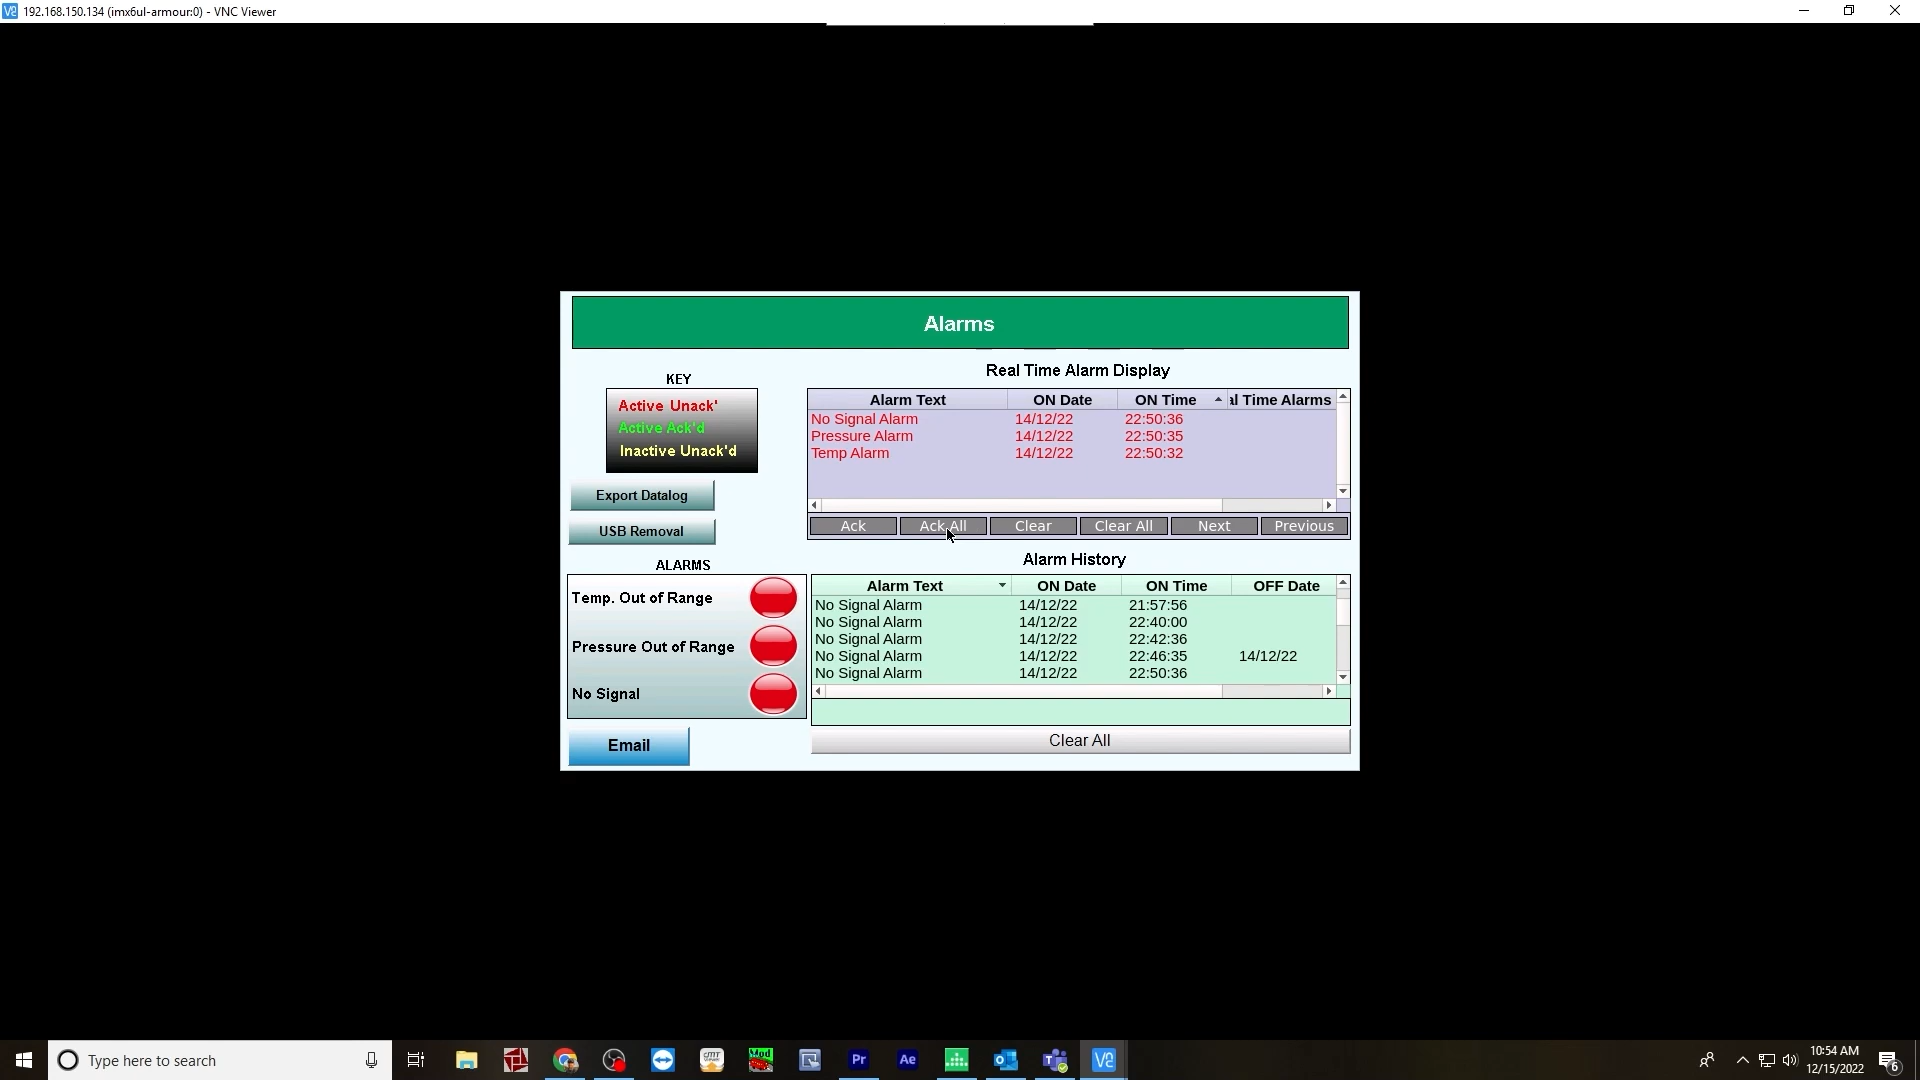 192.168.150.134 (imx6ul-armour:0) - VNC Viewer
Alarms
KEY
Active Unack'
Active Ack'd
Inactive Unack'd
Export Datalog
USB Removal
Real Time Alarm Display
Alarm Text ON Date ON Time al Time Alarms
No Signal Alarm 14/12/22 22:50:36
Pressure Alarm 14/12/22 22:50:35
Temp Alarm 14/12/22 22:50:32
Ack Ack All Clear Clear All Next Previous
ALARMS
Temp. Out of Range
Pressure Out of Range
No Signal
Email
Alarm History
Alarm Text ON Date ON Time OFF Date
No Signal Alarm 14/12/22 21:57:56
No Signal Alarm 14/12/22 22:40:00
No Signal Alarm 14/12/22 22:42:36
No Signal Alarm 14/12/22 22:46:35 14/12/22
No Signal Alarm 14/12/22 22:50:36
Clear All
Type here to search
Pr
Ae
10:54 AM
12/15/2022
6